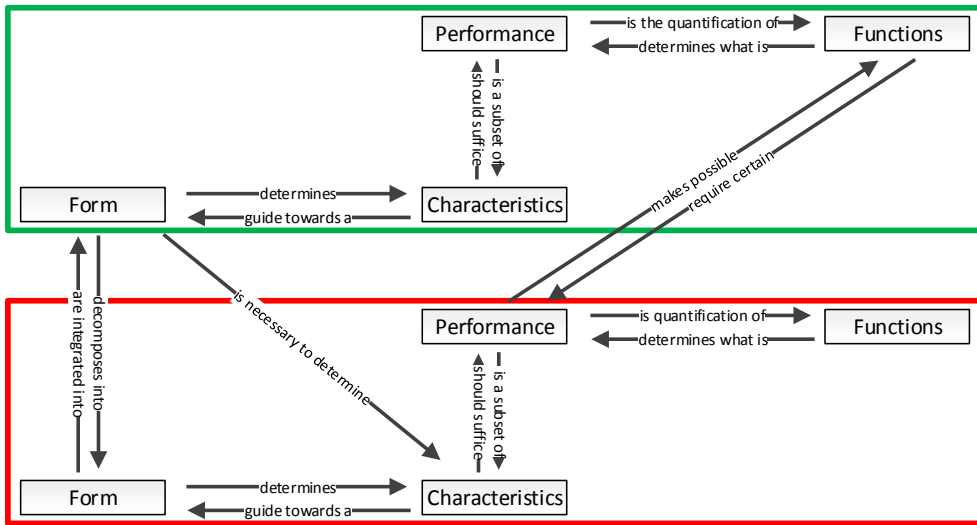 Performance
is the quantification of
determines what is
Functions
is a subset of
should suffice
Form
determines
guide towards a
Characteristics
makes possible
require certain
are integrated into
decomposes into
is necessary to determine
Performance
is quantification of
determines what is
Functions
is a subset of
should suffice
Form
determines
guide towards a
Characteristics